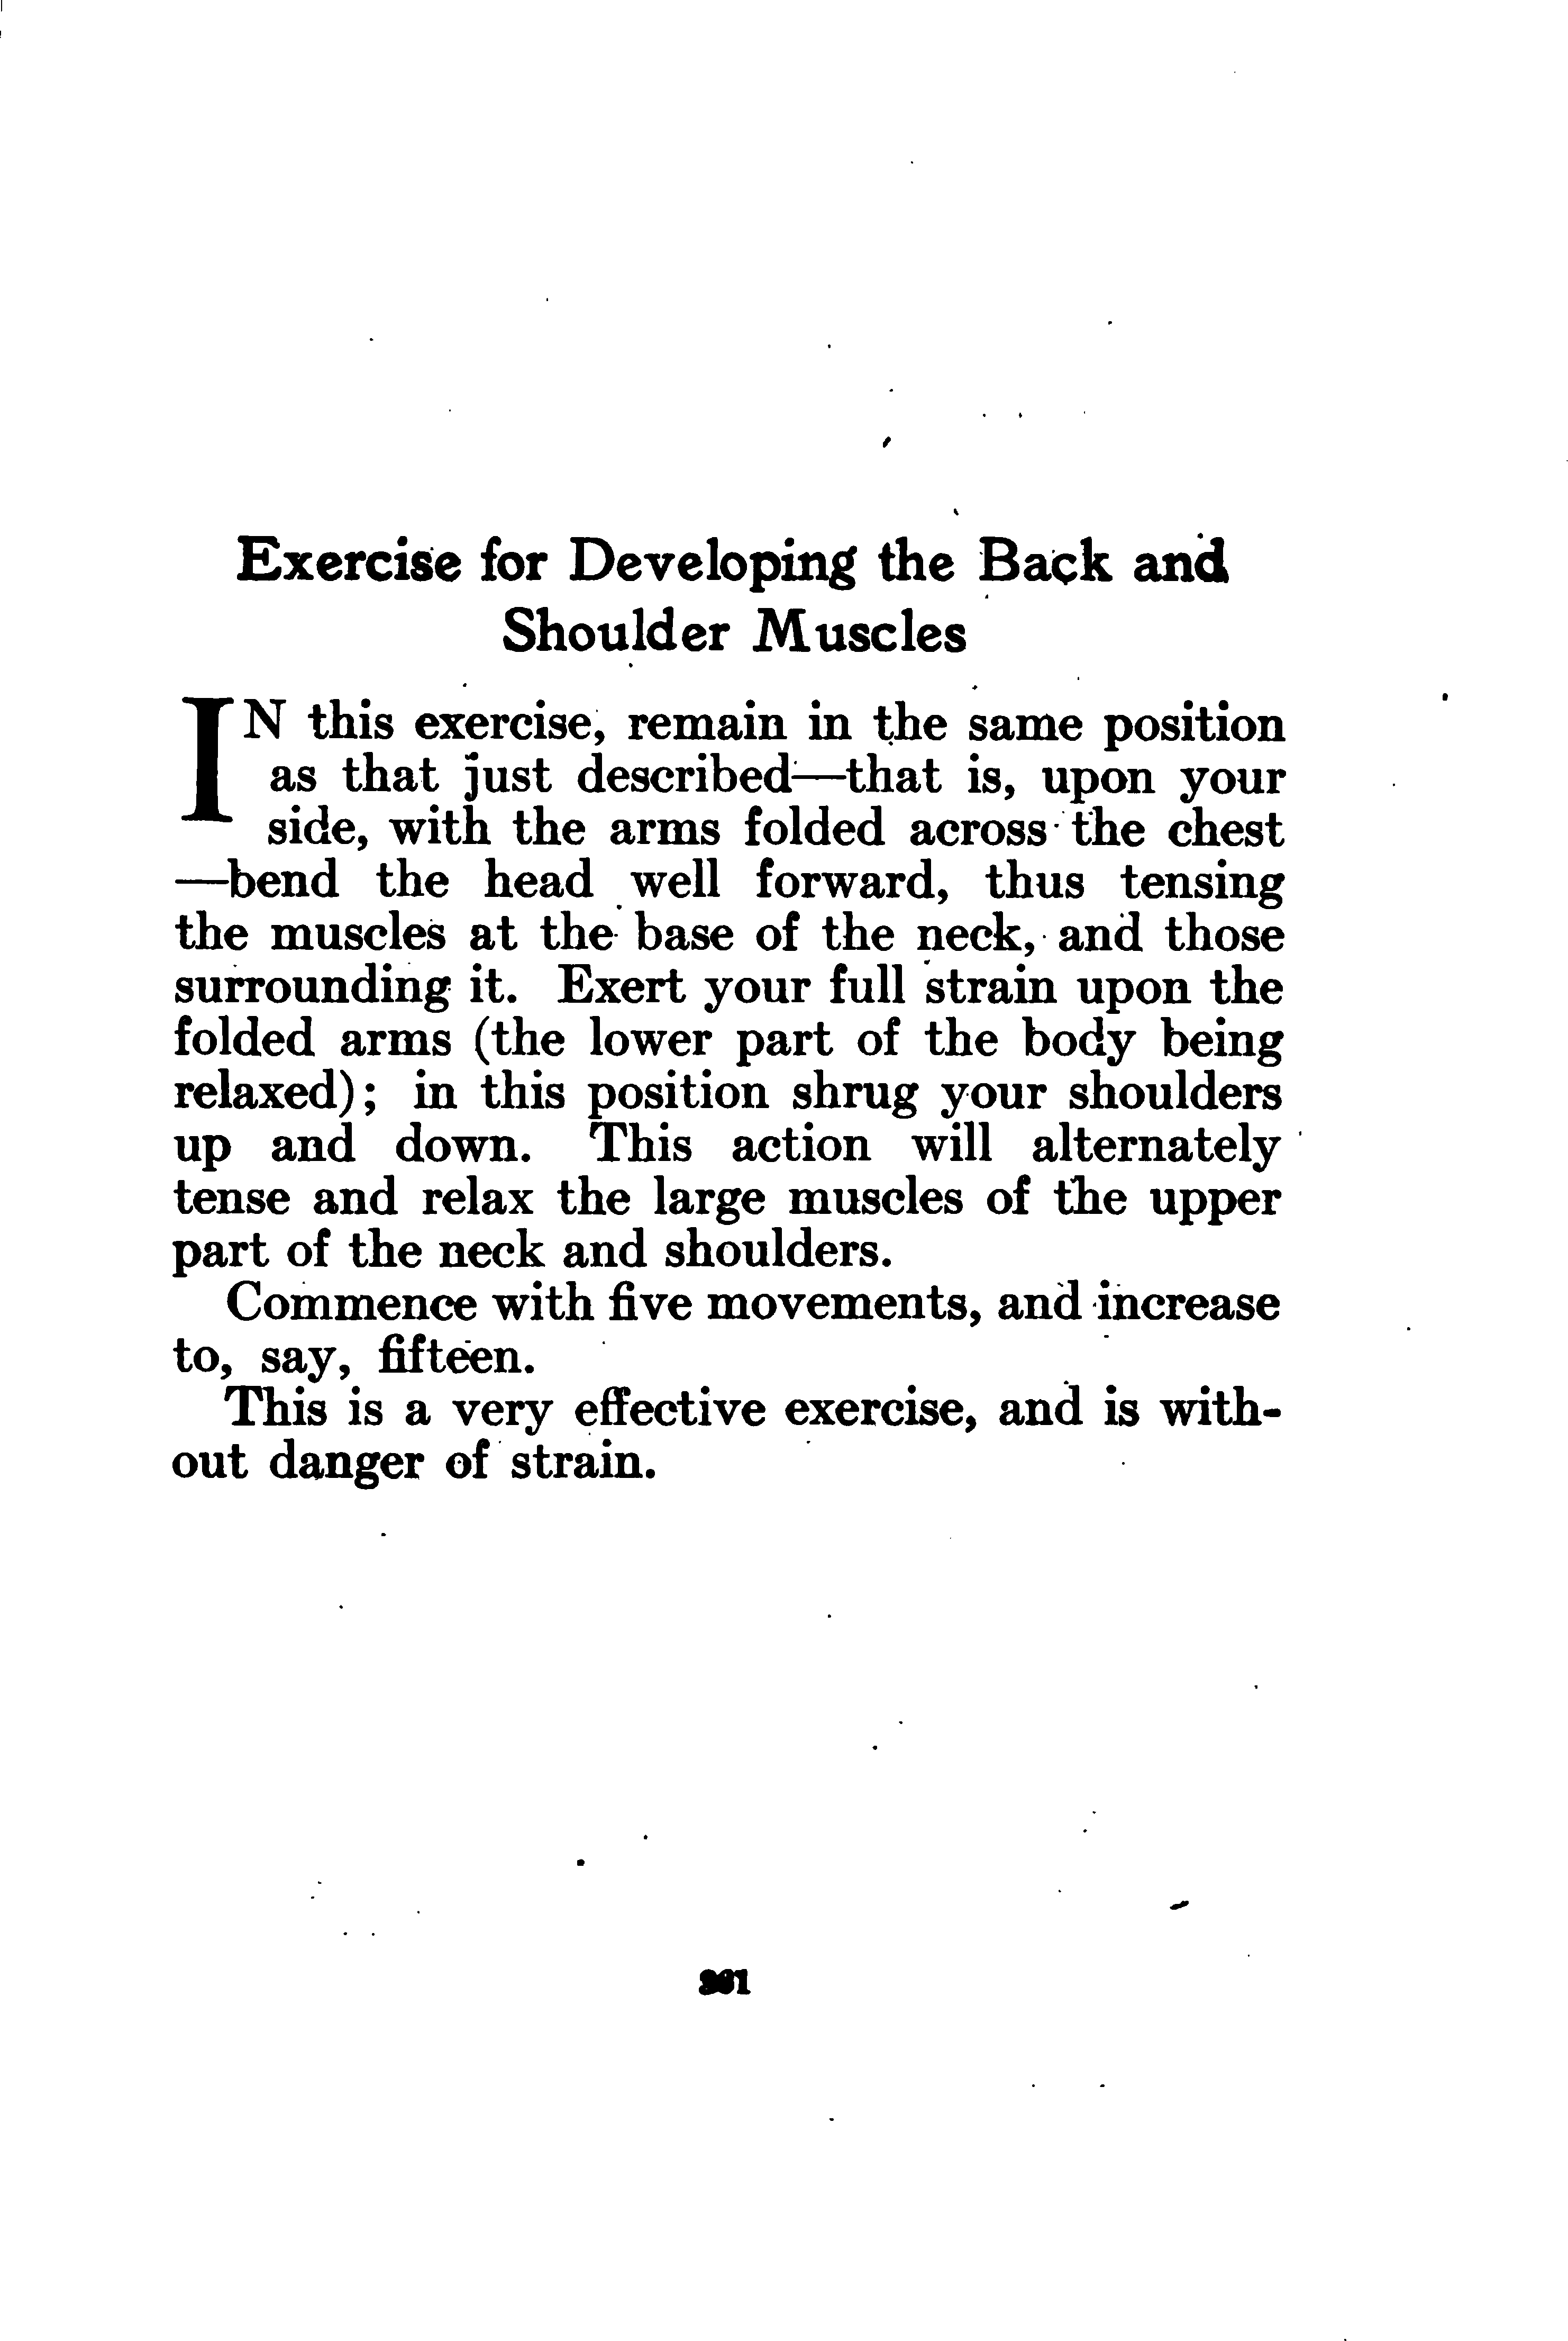 Exercise for Developing the Back and
Shoulder Muscles
IN this exercise, remain in the same position
as that just described—that is, upon your
side, with the arms folded across the chest
—bend the head well forward, thus tensing
the muscles at the base of the neck, and those
surrounding it. Exert your full strain upon the
folded arms (the lower part of the body being
relaxed); in this position shrug your shoulders
up and down. This action will alternately
tense and relax the large muscles of the upper
part of the neck and shoulders.
Commence with five movements, and increase
to, say, fifteen.
This is a very effective exercise, and is with-
out danger of strain.